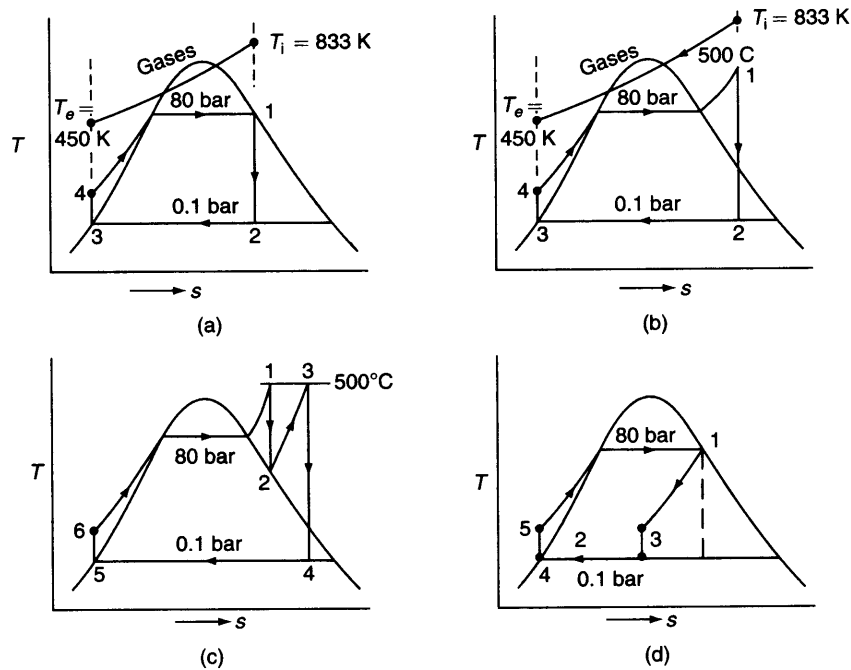 T_i = 833 K
Gases
80 bar
1
T_e =
450 K
T
4
0.1 bar
3
2
s
(a)
T_i = 833 K
500 C
Gases
1
80 bar
T_e =
450 K
T
4
0.1 bar
3
2
s
(b)
1
3
500°C
80 bar
2
T
6
0.1 bar
5
4
s
(c)
80 bar
1
T
5
2
3
4
0.1 bar
s
(d)